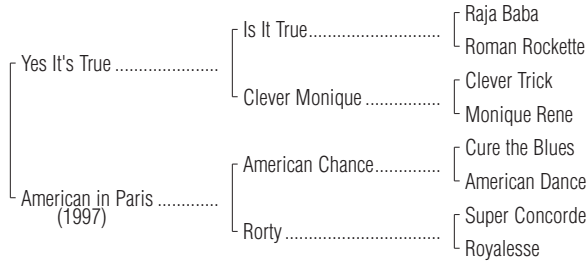 Raja Baba
Is It True
Roman Rockette
Yes It's True
Clever Trick
Clever Monique
Monique Rene
Cure the Blues
American Chance
American Dance
American in Paris
(1997)
Super Concorde
Rorty
Royalesse